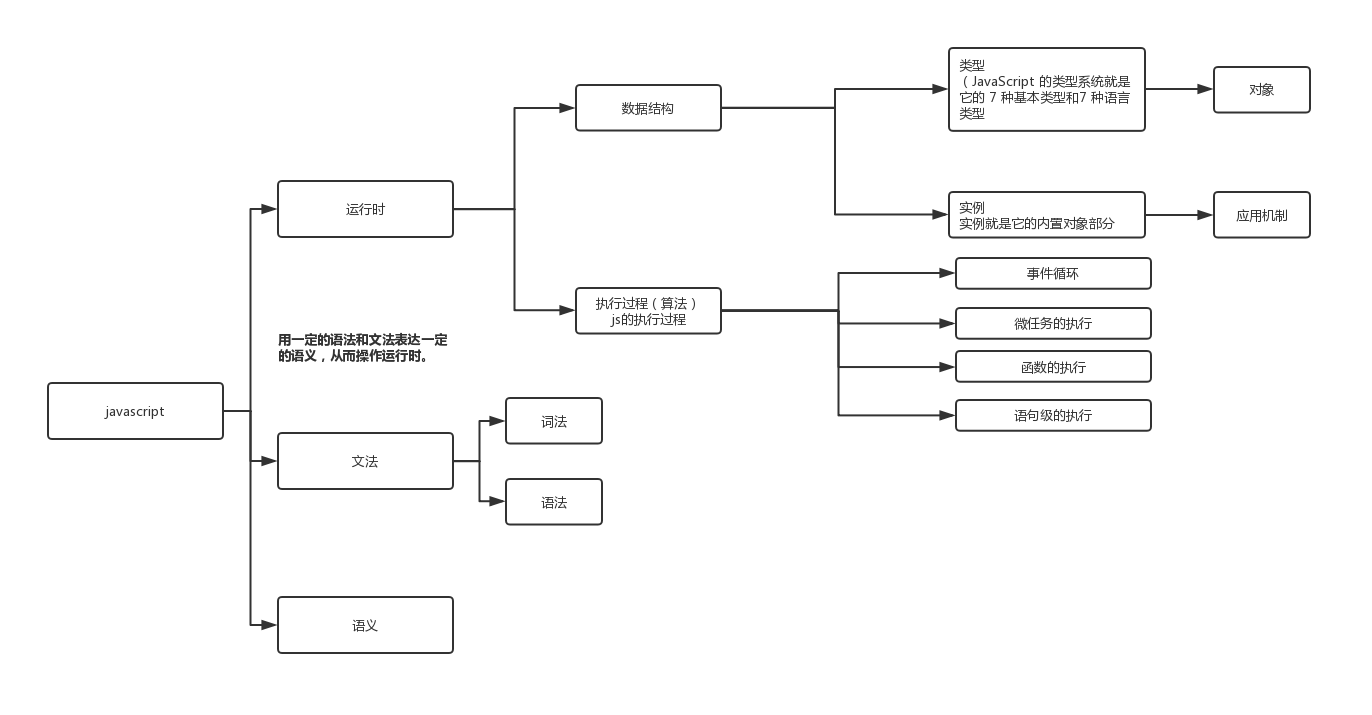 类型
（ JavaScript 的类型系统就是
它的 7 种基本类型和7 种语言
类型
对象
数据结构
运行时
实例
实例就是它的内置对象部分
应用机制
事件循环
执行过程（ 算法 ）
js的执行过程
微任务的执行
用一定的语法和文法表达一定
的语义，从而操作运行时。
函数的执行
javascript
语句级的执行
词法
文法
语法
语义